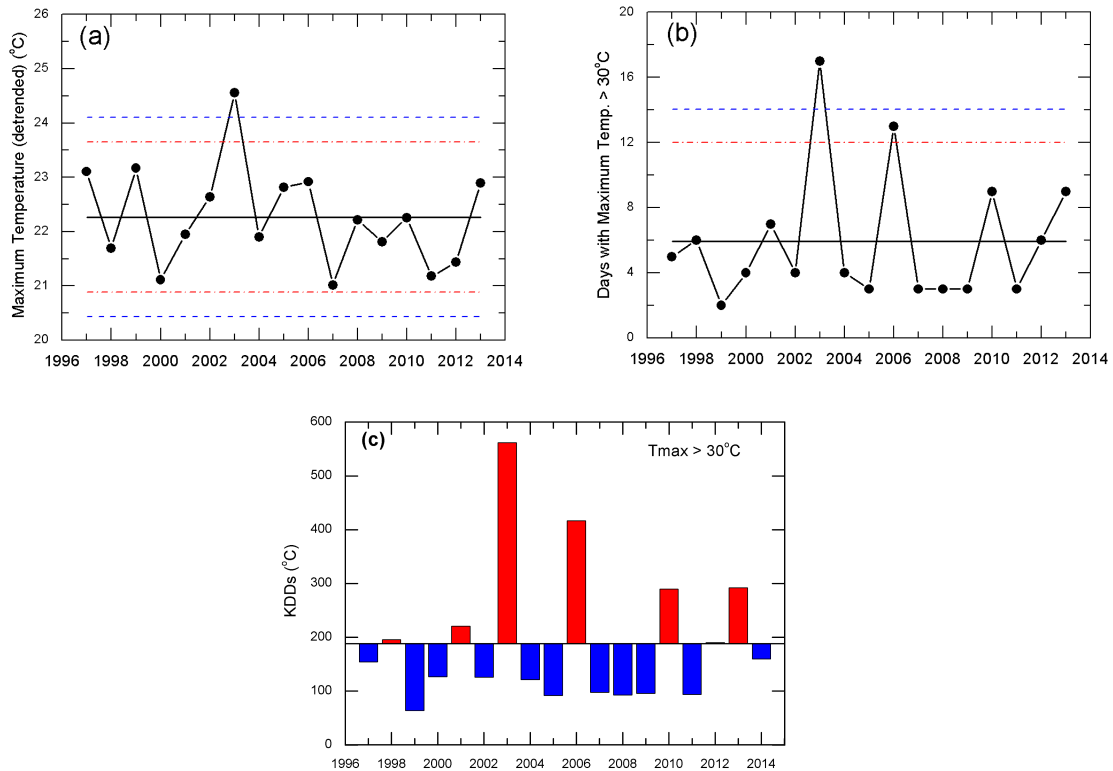 (a)
Maximum Temperature (detrended) (°C)
26
25
24
23
22
21
20
1996 1998 2000 2002 2004 2006 2008 2010 2012 2014
(b)
Days with Maximum Temp. > 30°C
20
16
12
8
4
0
1996 1998 2000 2002 2004 2006 2008 2010 2012 2014
(c)
Tmax > 30°C
KDDs (°C)
600
500
400
300
200
100
0
1996 1998 2000 2002 2004 2006 2008 2010 2012 2014